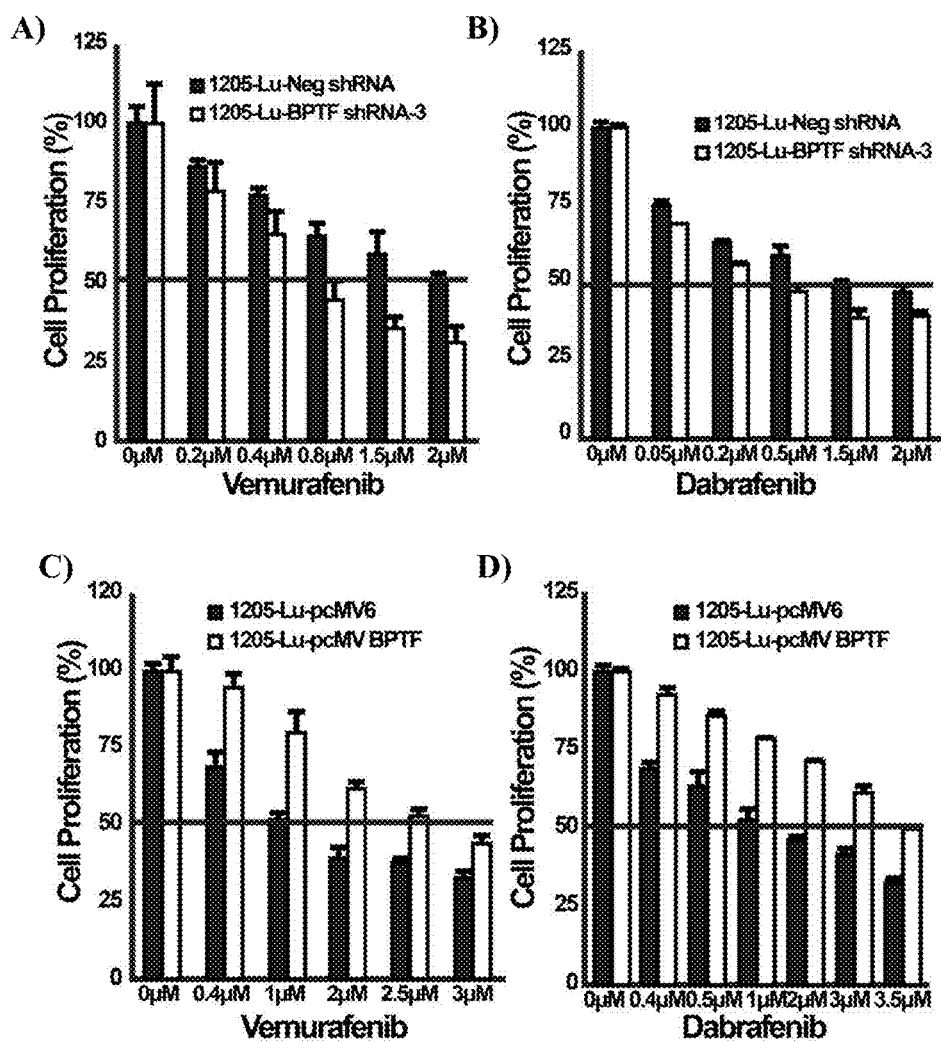 A)
125
100
75
50
25
0
Cell Proliferation (%)
1205-Lu-Neg shRNA
1205-Lu-BPTF shRNA-3
0µM 0.2µM 0.4µM 0.8µM 1.5µM 2µM
Vemurafenib
B)
125
100
75
50
25
0
Cell Proliferation (%)
1205-Lu-Neg shRNA
1205-Lu-BPTF shRNA-3
0µM 0.05µM 0.2µM 0.5µM 1.5µM 2µM
Dabrafenib
C)
120
100
75
50
25
0
Cell Proliferation (%)
1205-Lu-pcMV6
1205-Lu-pcMV BPTF
0µM 0.4µM 1µM 2µM 2.5µM 3µM
Vemurafenib
D)
125
100
75
50
25
0
Cell Proliferation (%)
1205-Lu-pcMV6
1205-Lu-pcMV BPTF
0µM 0.4µM 0.5µM 1µM 2µM 3µM 3.5µM
Dabrafenib